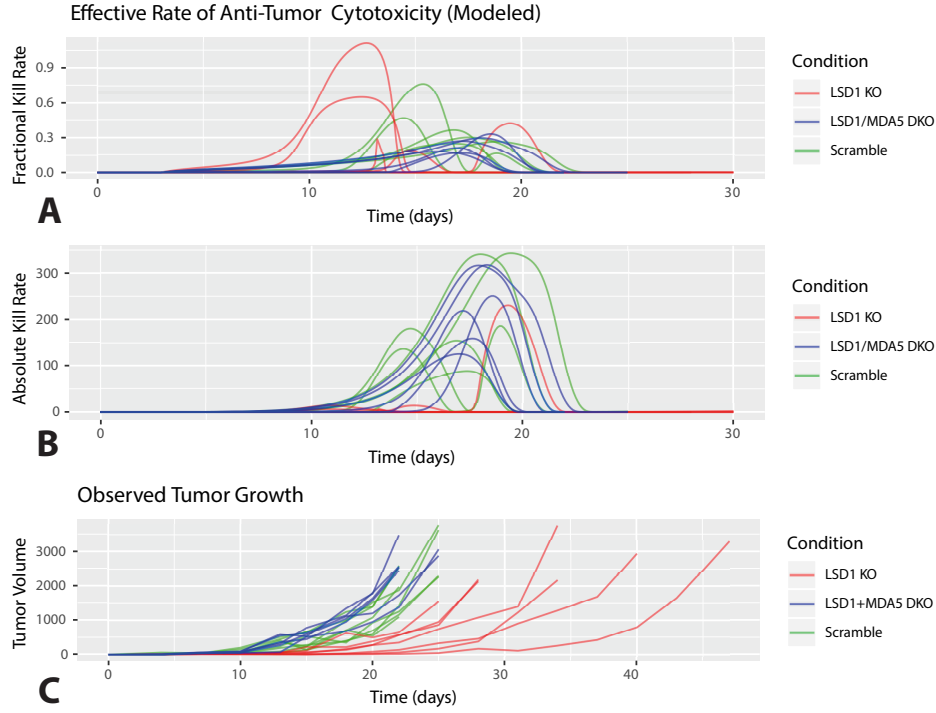 Effective Rate of Anti-Tumor Cytotoxicity (Modeled)
Fractional Kill Rate
0.9
0.6
0.3
0.0
0
10
20
30
Time (days)
A
Condition
LSD1 KO
LSD1/MDA5 DKO
Scramble
Absolute Kill Rate
300
200
100
0
0
10
20
30
Time (days)
B
Condition
LSD1 KO
LSD1/MDA5 DKO
Scramble
Observed Tumor Growth
Tumor Volume
3000
2000
1000
0
0
10
20
30
40
Time (days)
C
Condition
LSD1 KO
LSD1+MDA5 DKO
Scramble